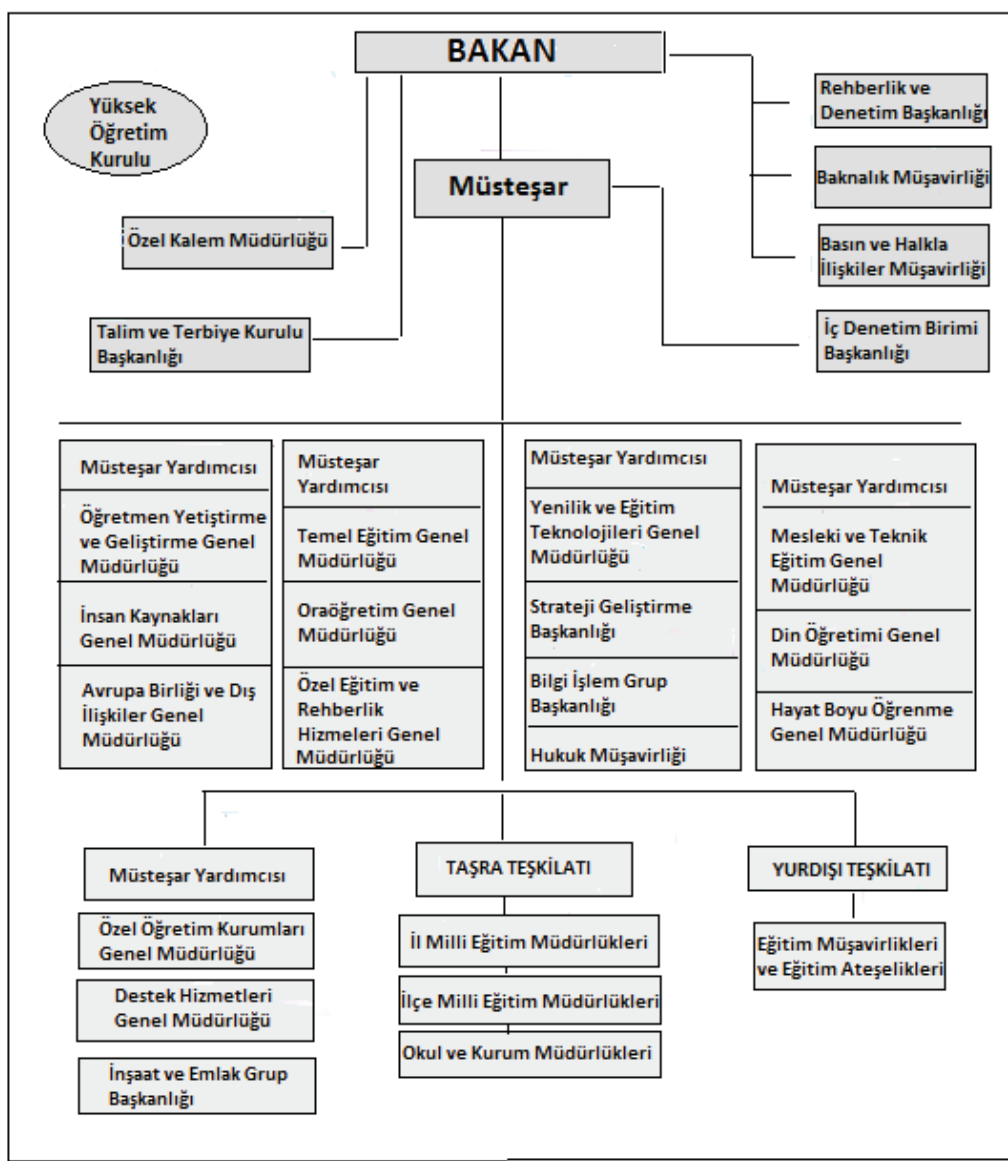 BAKAN
Yüksek
Öğretim
Kurulu
Rehberlik ve
Denetim Başkanlığı
Müsteşar
Baknalık Müşavirliği
Özel Kalem Müdürlüğü
Basın ve Halkla
İlişkiler Müşavirliği
Talim ve Terbiye Kurulu
Başkanlığı
İç Denetim Birimi
Başkanlığı
Müsteşar Yardımcısı
Öğretmen Yetiştirme
ve Geliştirme Genel
Müdürlüğü
İnsan Kaynakları
Genel Müdürlüğü
Avrupa Birliği ve Dış
İlişkiler Genel
Müdürlüğü
Müsteşar
Yardımcısı
Temel Eğitim Genel
Müdürlüğü
Oraöğretim Genel
Müdürlüğü
Özel Eğitim ve
Rehberlik
Hizmeleri Genel
Müdürlüğü
Müsteşar Yardımcısı
Yenilik ve Eğitim
Teknolojileri Genel
Müdürlüğü
Strateji Geliştirme
Başkanlığı
Bilgi İşlem Grup
Başkanlığı
Hukuk Müşavirliği
Müsteşar Yardımcısı
Mesleki ve Teknik
Eğitim Genel
Müdürlüğü
Din Öğretimi Genel
Müdürlüğü
Hayat Boyu Öğrenme
Genel Müdürlüğü
Müsteşar Yardımcısı
Özel Öğretim Kurumları
Genel Müdürlüğü
Destek Hizmetleri
Genel Müdürlüğü
İnşaat ve Emlak Grup
Başkanlığı
TAŞRA TEŞKİLATI
İl Milli Eğitim Müdürlükleri
İlçe Milli Eğitim Müdürlükleri
Okul ve Kurum Müdürlükleri
YURDIŞI TEŞKİLATI
Eğitim Müşavirlikleri
ve Eğitim Ateşelikleri